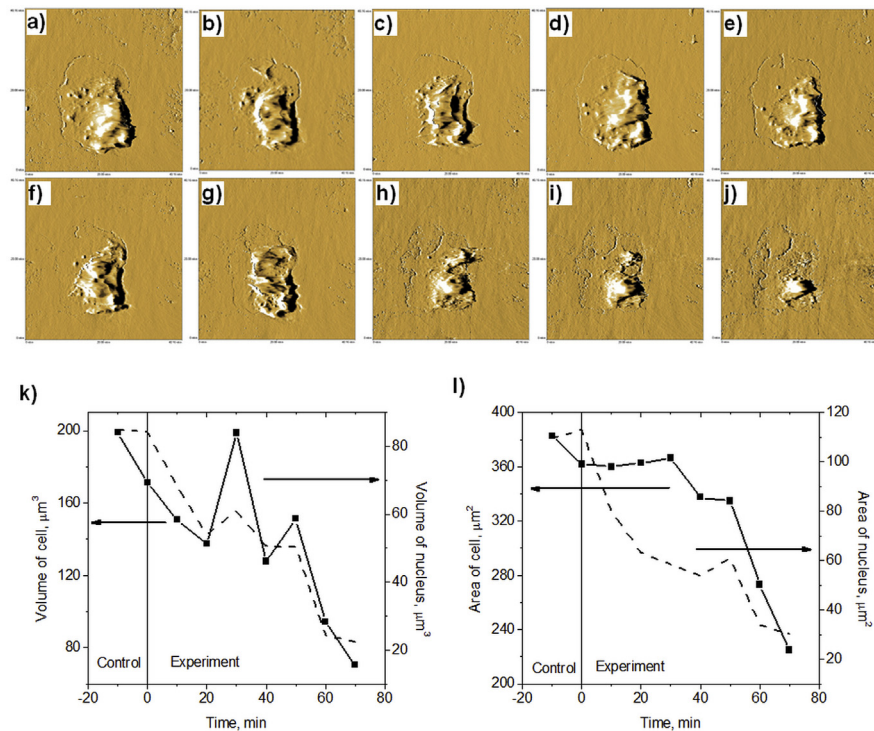 a)
b)
c)
d)
e)
f)
g)
h)
i)
j)
k)
200
160
120
80
80
60
40
20
Volume of cell, μm³
Volume of nucleus, μm³
Control
Experiment
-20
0
20
40
60
80
Time, min
l)
400
360
320
280
240
200
120
100
80
60
40
20
Area of cell, μm²
Area of nucleus, μm²
Control
Experiment
-20
0
20
40
60
80
Time, min